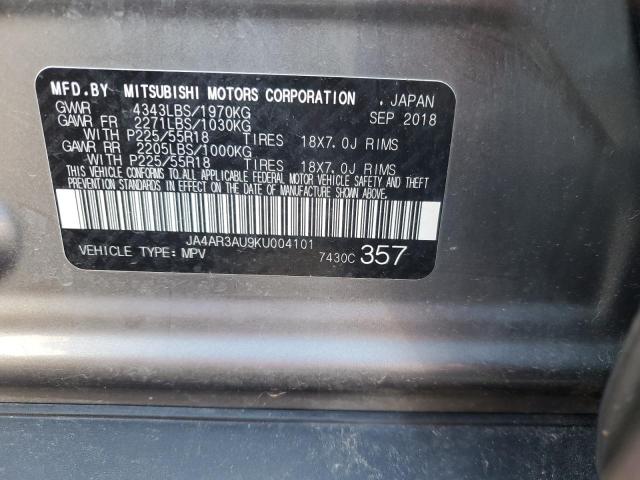 MFD.BY MITSUBISHI MOTORS CORPORATION , JAPAN
GVWR 4343LBS/1970KG SEP 2018
GAWR FR 2271LBS/1030KG
WITH P225/55R18 TIRES 18X7.0J RIMS
GAWR RR 2205LBS/1000KG
WITH P225/55R18 TIRES 18X7.0J RIMS
THIS VEHICLE CONFORMS TO ALL APPLICABLE FEDERAL MOTOR VEHICLE SAFETY AND THEFT
PREVENTION STANDARDS IN EFFECT ON THE DATE OF MANUFACTURE SHOWN ABOVE.
JA4AR3AU9KU004101
VEHICLE TYPE: MPV 7430C 357